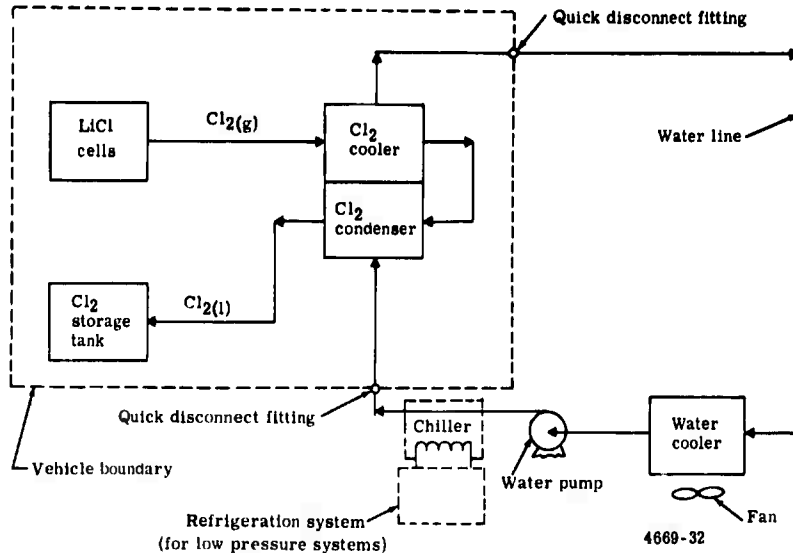 Quick disconnect fitting
LiCl
cells
Cl2(g)
Cl2
cooler
Water line
Cl2
condenser
Cl2
storage
tank
Cl2(l)
Quick disconnect fitting
Chiller
Water
cooler
Vehicle boundary
Water pump
Fan
Refrigeration system
(for low pressure systems)
4669-32